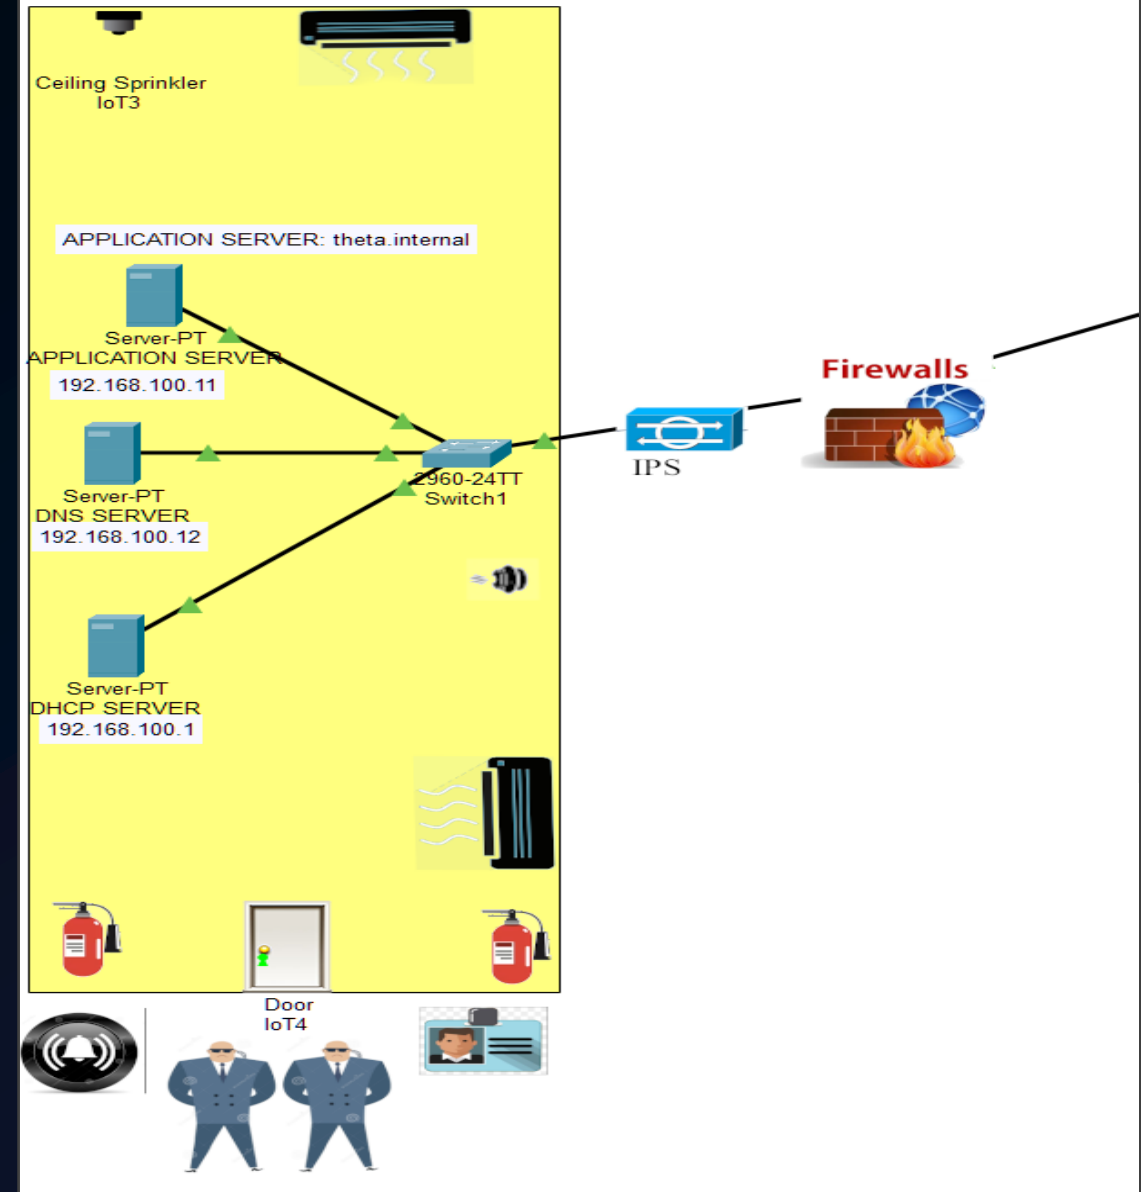 Ceiling Sprinkler
IoT3
APPLICATION SERVER: theta.internal
Server-PT
APPLICATION SERVER
192.168.100.11
Firewalls
IPS
2960-24TT
Switch1
Server-PT
DNS SERVER
192.168.100.12
Server-PT
DHCP SERVER
192.168.100.1
Door
IoT4